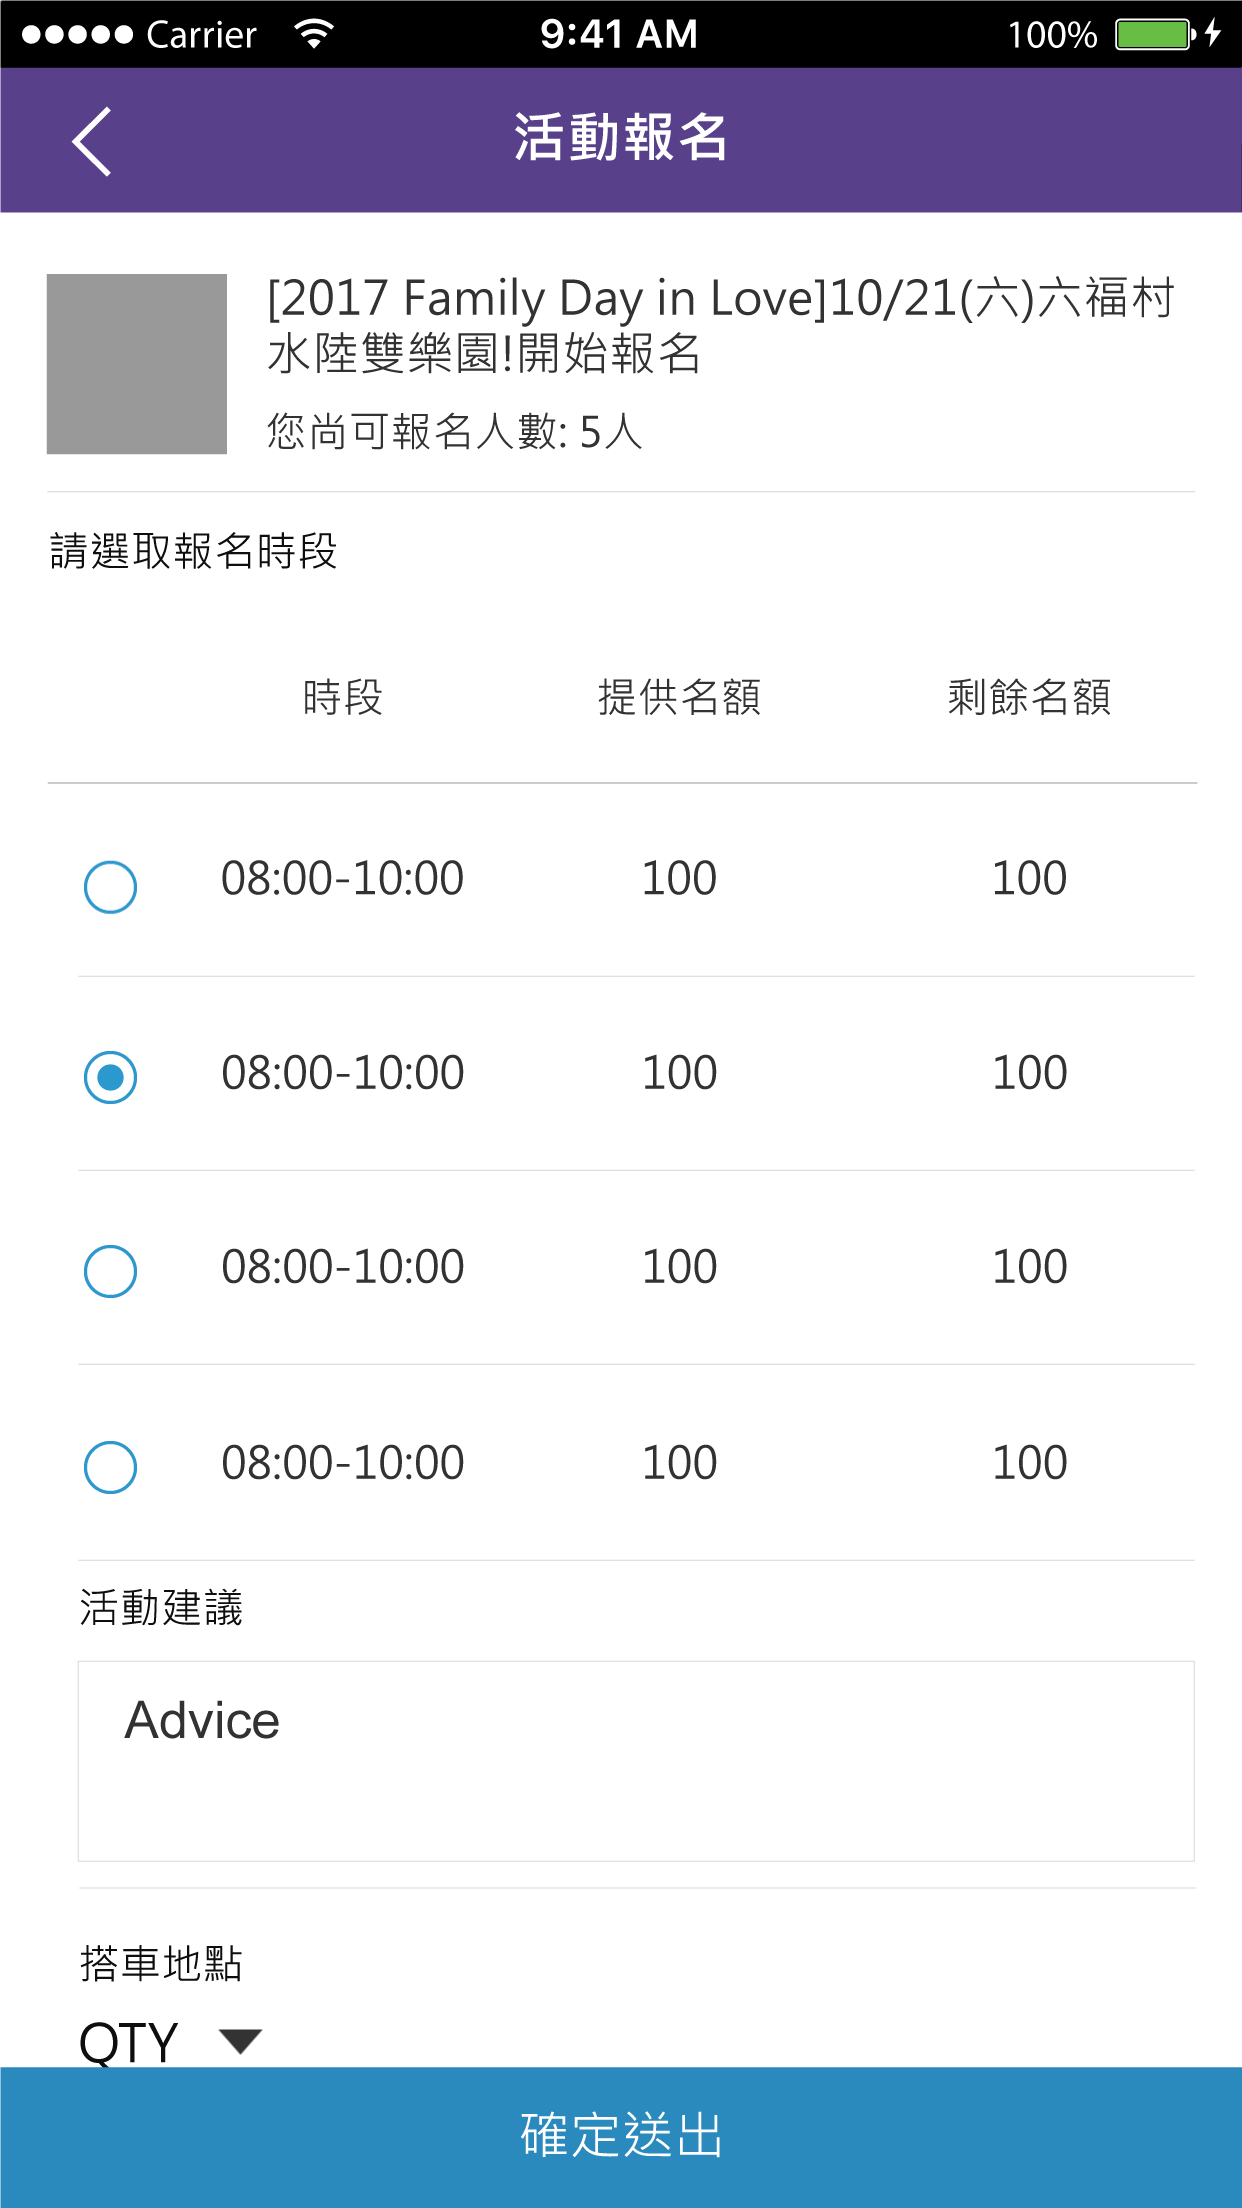 Carrier 9:41 AM 100%
活動報名
[2017 Family Day in Love]10/21(六)六福村
水陸雙樂園!開始報名
您尚可報名人數: 5人
請選取報名時段
時段 提供名額 剩餘名額
08:00-10:00 100 100
08:00-10:00 100 100
08:00-10:00 100 100
08:00-10:00 100 100
活動建議
Advice
搭車地點
QTY
確定送出